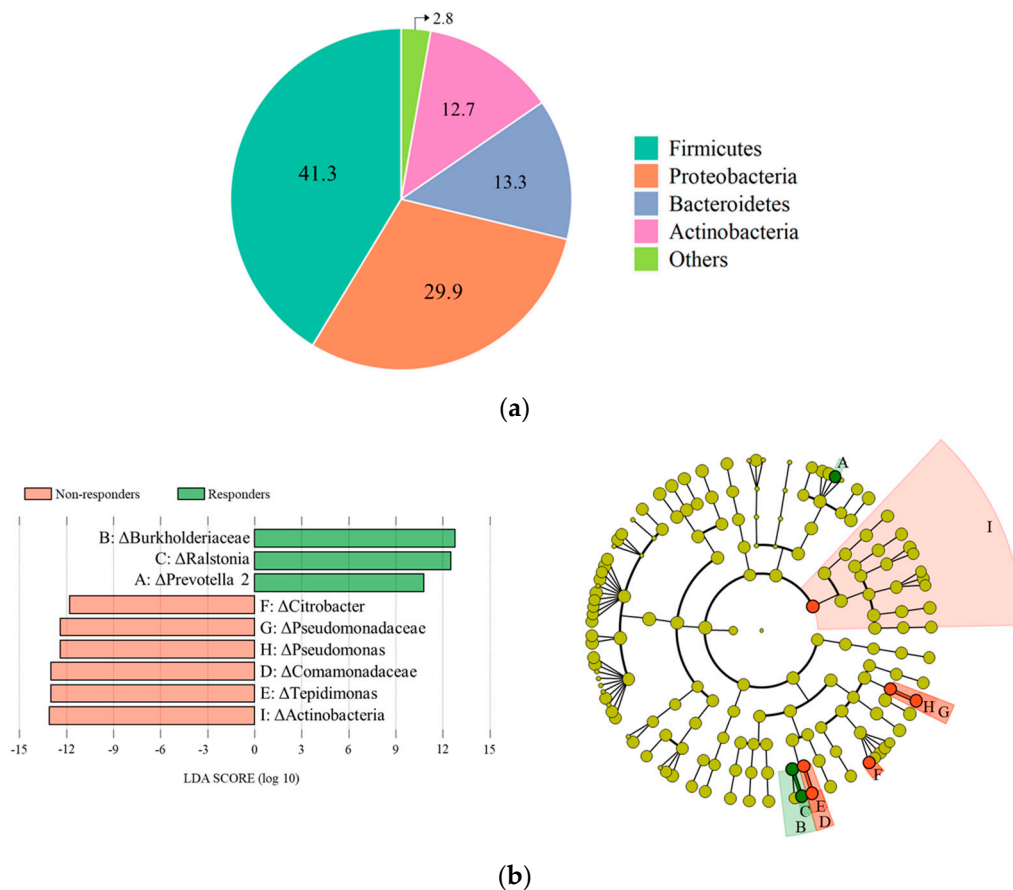 2.8
12.7
13.3
41.3
29.9
Firmicutes
Proteobacteria
Bacteroidetes
Actinobacteria
Others
(a)
Non-responders
Responders
B: ΔBurkholderiaceae
C: ΔRalstonia
A: ΔPrevotella 2
F: ΔCitrobacter
G: ΔPseudomonadaceae
H: ΔPseudomonas
D: ΔComamonadaceae
E: ΔTepidimonas
I: ΔActinobacteria
-15 -12 -9 -6 -3 0 3 6 9 12 15
LDA SCORE (log 10)
A
I
H G
F
C E
B D
(b)